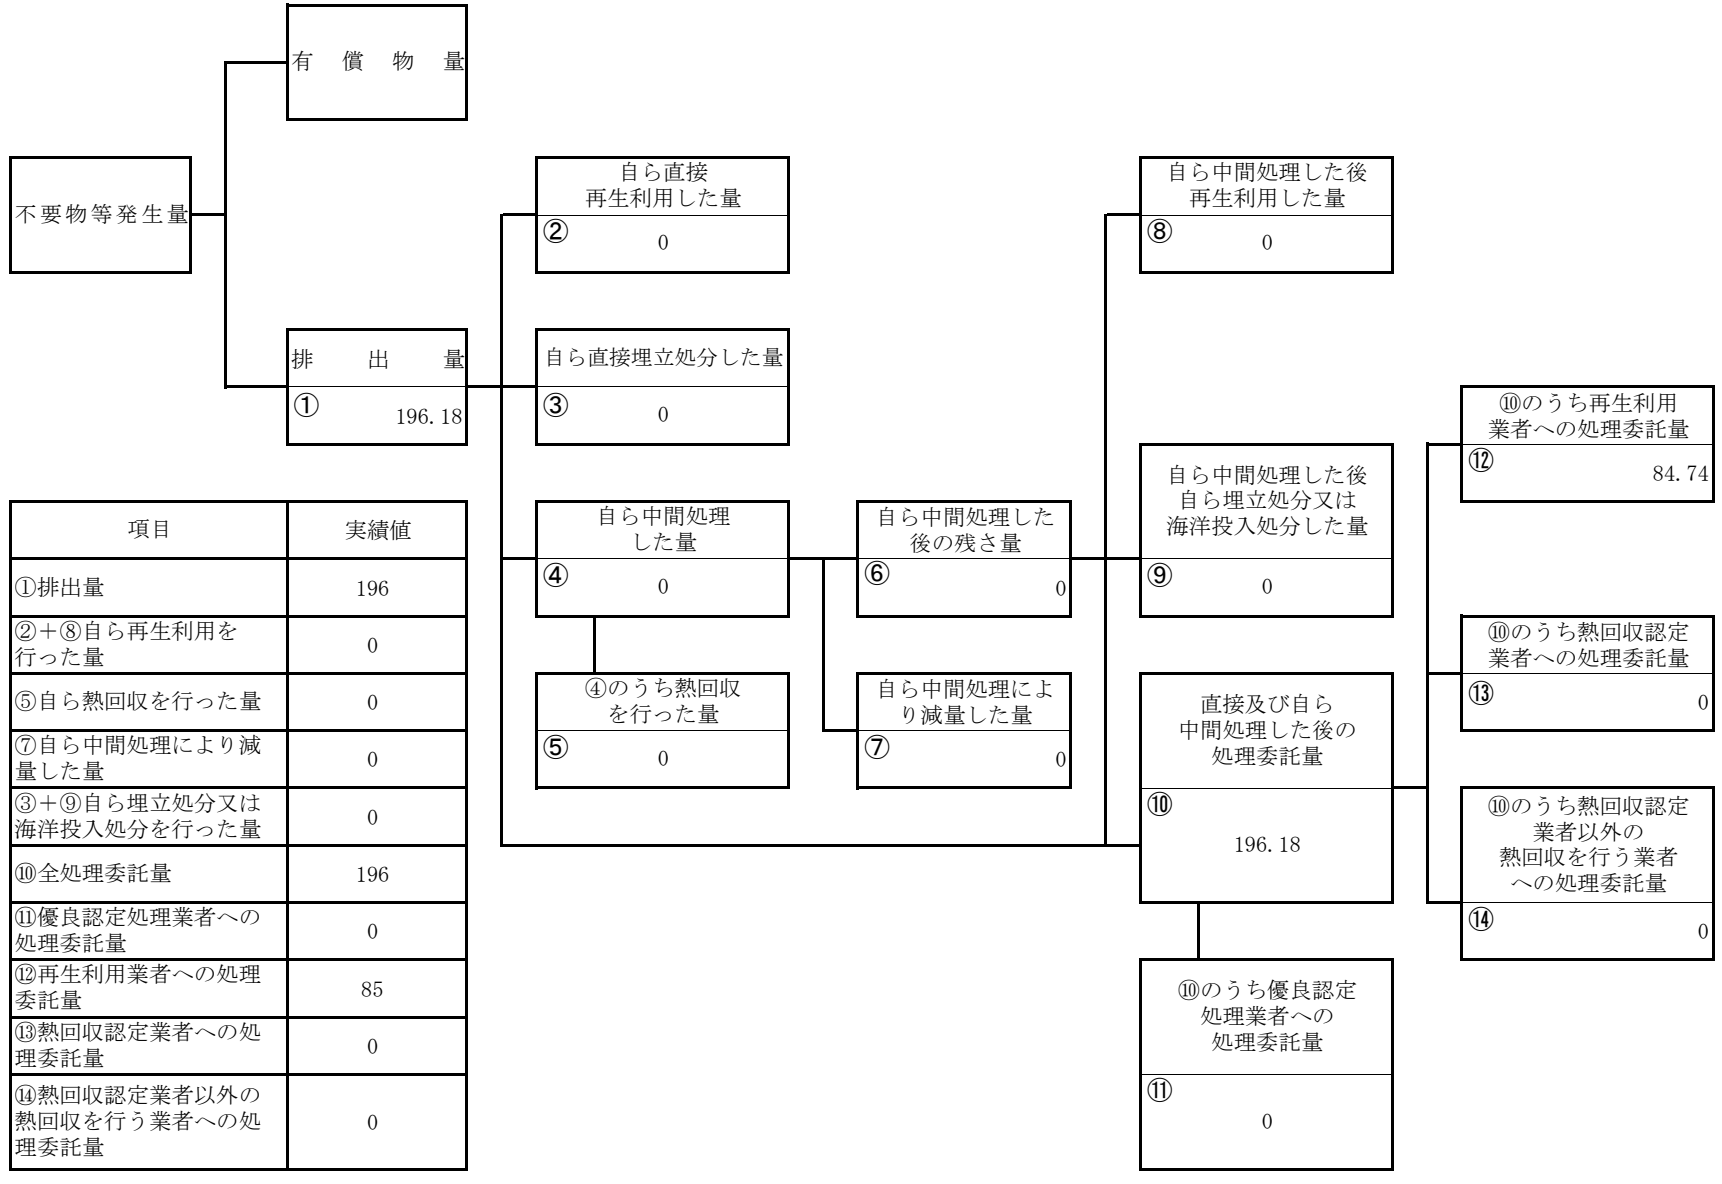 有償物量
不要物等発生量
排出量
①
196.18
自ら直接
再生利用した量
②
0
自ら直接埋立処分した量
③
0
自ら中間処理
した量
④
0
④のうち熱回収
を行った量
⑤
0
自ら中間処理した
後の残さ量
⑥
0
自ら中間処理によ
り減量した量
⑦
0
自ら中間処理した後
再生利用した量
⑧
0
自ら中間処理した後
自ら埋立処分又は
海洋投入処分した量
⑨
0
直接及び自ら
中間処理した後の
処理委託量
⑩
196.18
⑩のうち優良認定
処理業者への
処理委託量
⑪
0
⑩のうち再生利用
業者への処理委託量
⑫
84.74
⑩のうち熱回収認定
業者への処理委託量
⑬
0
⑩のうち熱回収認定
業者以外の
熱回収を行う業者
への処理委託量
⑭
0
項目 実績値
①排出量 196
②＋⑧自ら再生利用を
行った量 0
⑤自ら熱回収を行った量 0
⑦自ら中間処理により減
量した量 0
③＋⑨自ら埋立処分又は
海洋投入処分を行った量 0
⑩全処理委託量 196
⑪優良認定処理業者への
処理委託量 0
⑫再生利用業者への処理
委託量 85
⑬熱回収認定業者への処
理委託量 0
⑭熱回収認定業者以外の
熱回収を行う業者への処
理委託量 0